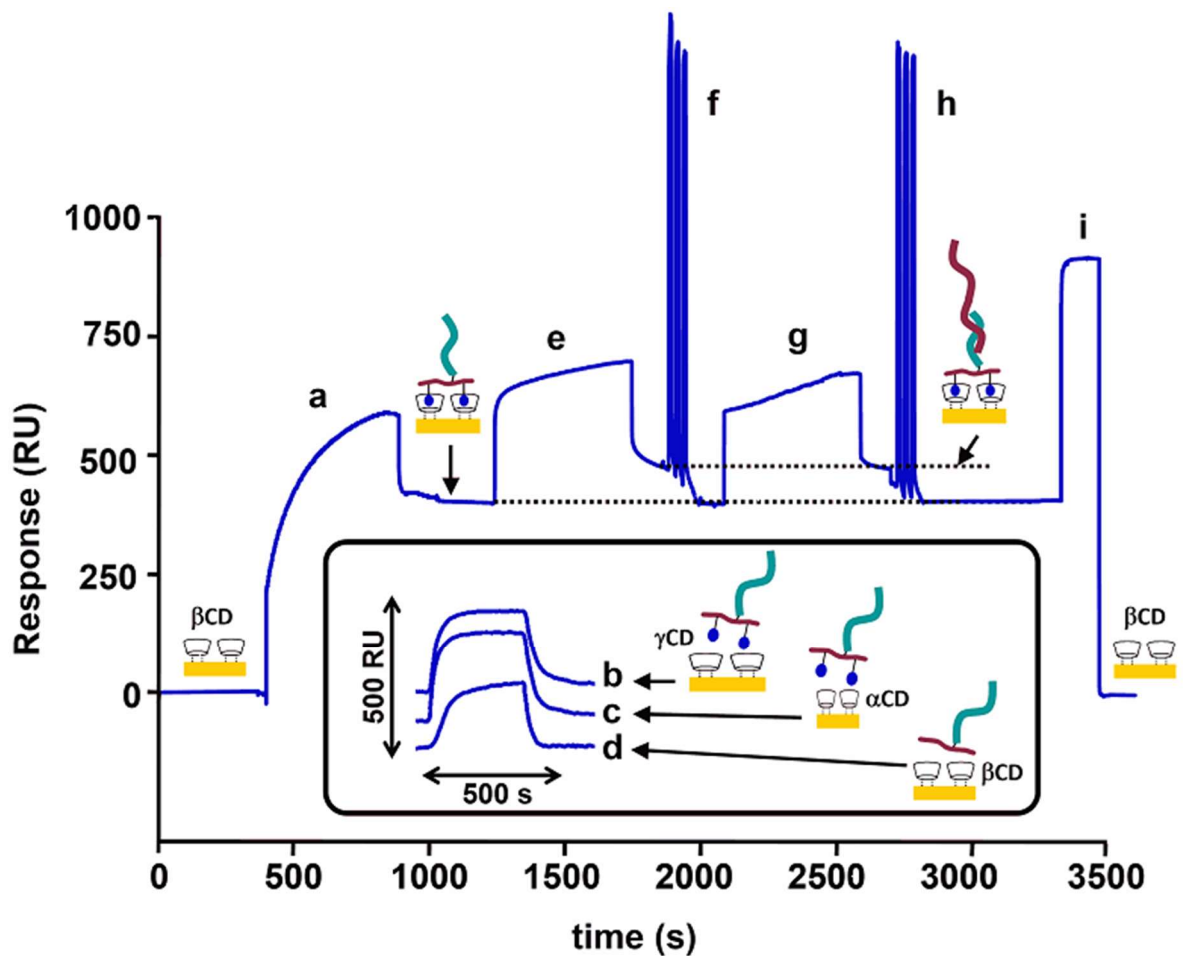 f
h
1000
i
750
e
g
a
500
250
βCD
βCD
0
Response (RU)
500 RU
γCD
b
αCD
c
d
βCD
500 s
0
500
1000
1500
2000
2500
3000
3500
time (s)